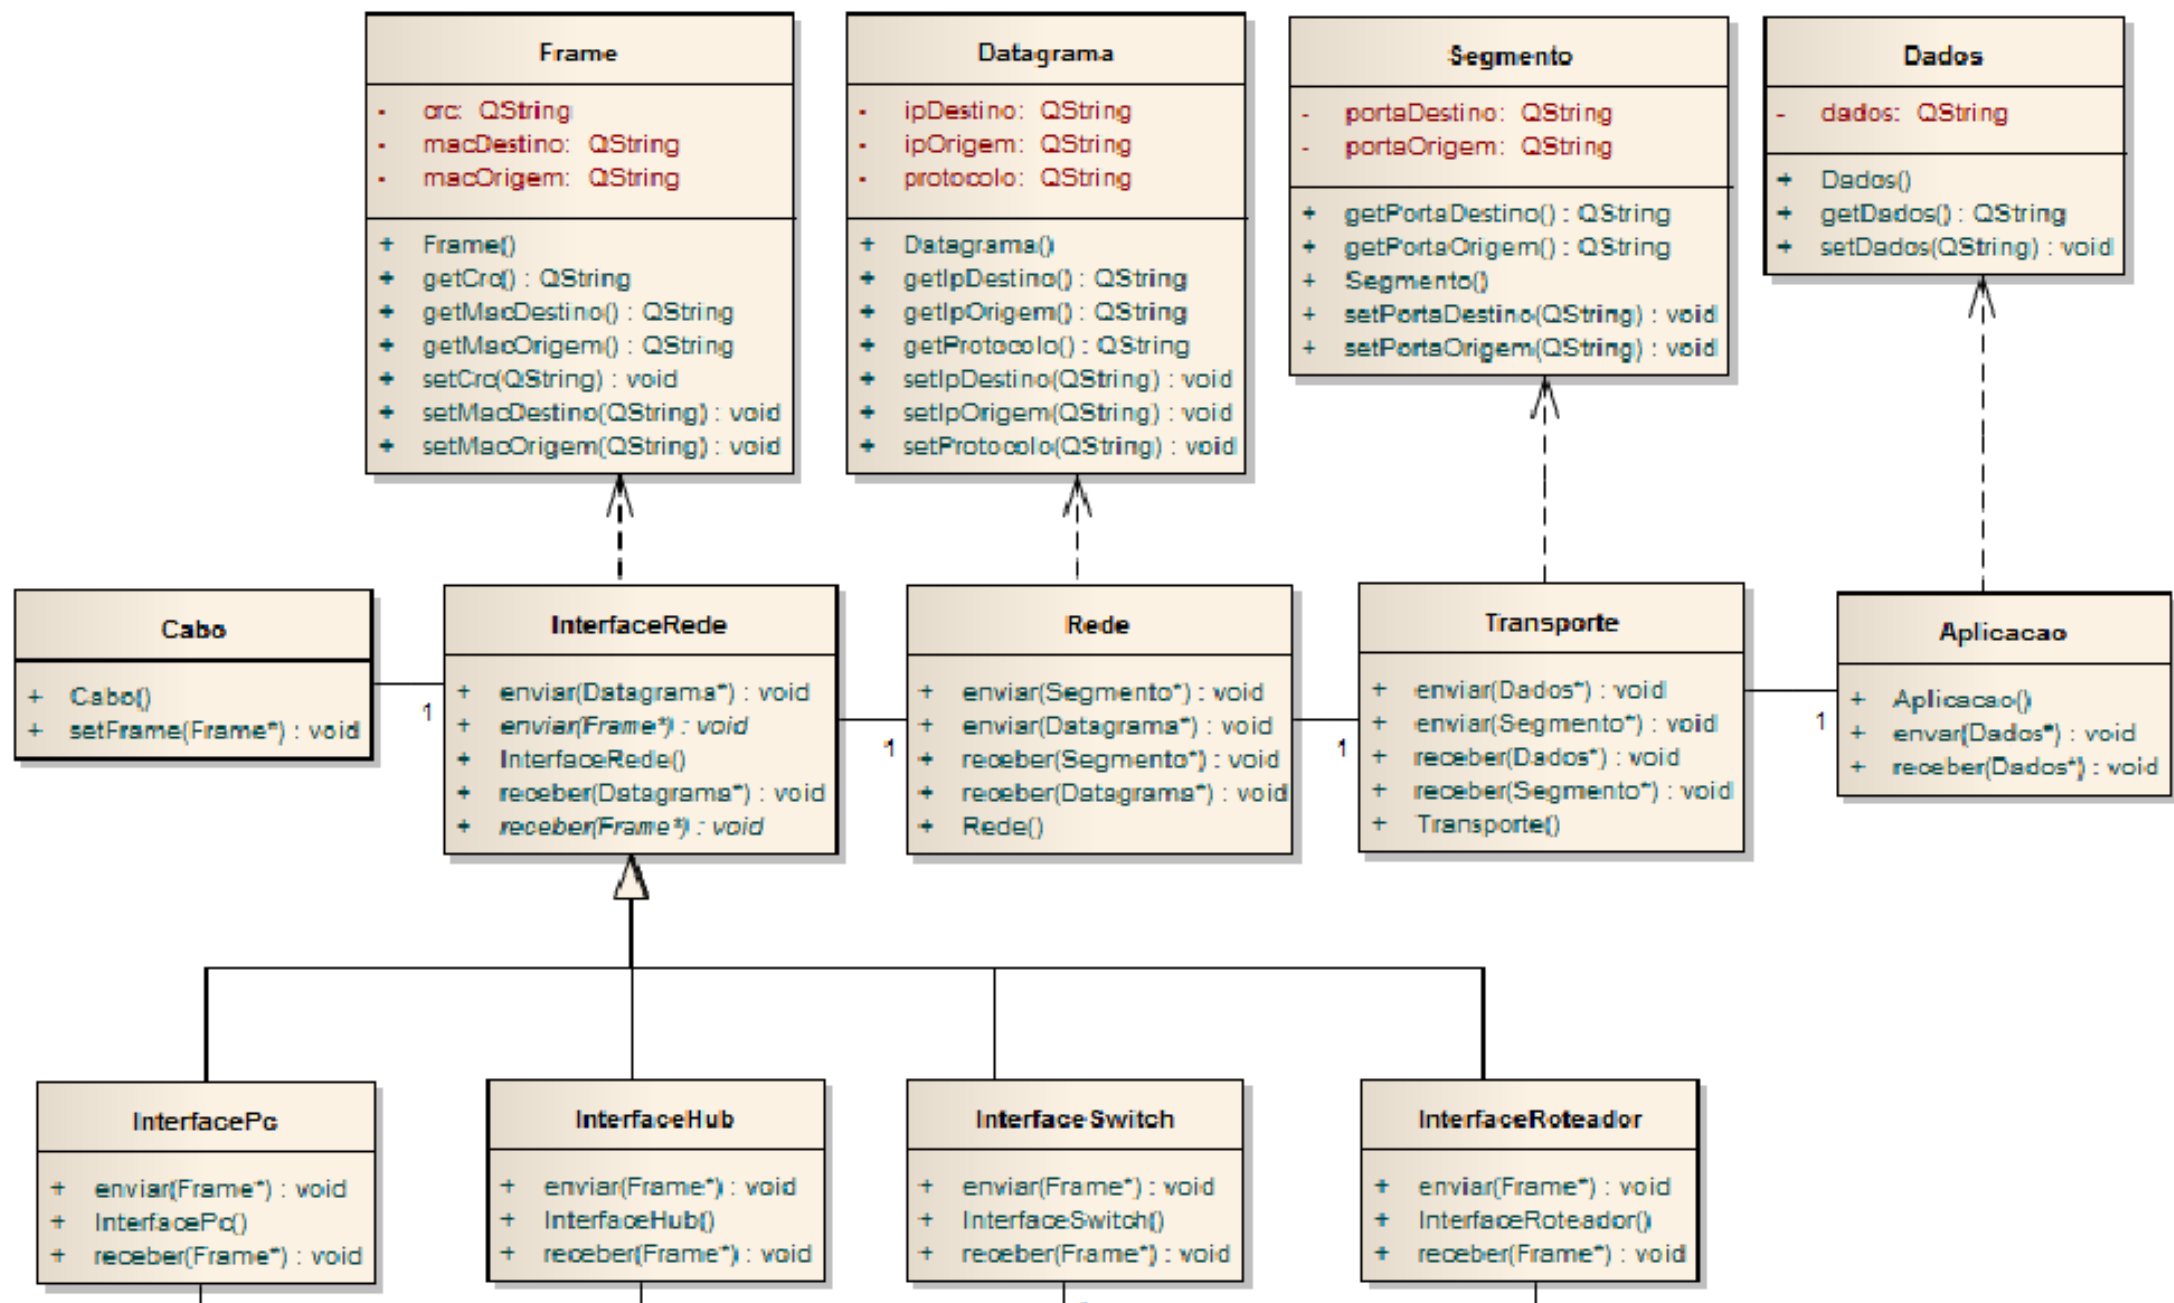 Frame
- crc: QString
- macDestino: QString
- macOrigem: QString
+ Frame()
+ getCrc() : QString
+ getMacDestino() : QString
+ getMacOrigem() : QString
+ setCrc(QString) : void
+ setMacDestino(QString) : void
+ setMacOrigem(QString) : void
Datagrama
- ipDestino: QString
- ipOrigem: QString
- protocolo: QString
+ Datagrama()
+ getIpDestino() : QString
+ getIpOrigem() : QString
+ getProtocolo() : QString
+ setIpDestino(QString) : void
+ setIpOrigem(QString) : void
+ setProtocolo(QString) : void
Segmento
- portaDestino: QString
- portaOrigem: QString
+ getPortaDestino() : QString
+ getPortaOrigem() : QString
+ Segmento()
+ setPortaDestino(QString) : void
+ setPortaOrigem(QString) : void
Dados
- dados: QString
+ Dados()
+ getDados() : QString
+ setDados(QString) : void
Cabo
+ Cabo()
+ setFrame(Frame*) : void
1
InterfaceRede
+ enviar(Datagrama*) : void
+ enviar(Frame*) : void
+ InterfaceRede()
+ receber(Datagrama*) : void
+ receber(Frame*) : void
1
Rede
+ enviar(Segmento*) : void
+ enviar(Datagrama*) : void
+ receber(Segmento*) : void
+ receber(Datagrama*) : void
+ Rede()
1
Transporte
+ enviar(Dados*) : void
+ enviar(Segmento*) : void
+ receber(Dados*) : void
+ receber(Segmento*) : void
+ Transporte()
1
Aplicacao
+ Aplicacao()
+ envar(Dados*) : void
+ receber(Dados*) : void
InterfacePc
+ enviar(Frame*) : void
+ InterfacePc()
+ receber(Frame*) : void
InterfaceHub
+ enviar(Frame*) : void
+ InterfaceHub()
+ receber(Frame*) : void
InterfaceSwitch
+ enviar(Frame*) : void
+ InterfaceSwitch()
+ receber(Frame*) : void
InterfaceRoteador
+ enviar(Frame*) : void
+ InterfaceRoteador()
+ receber(Frame*) : void